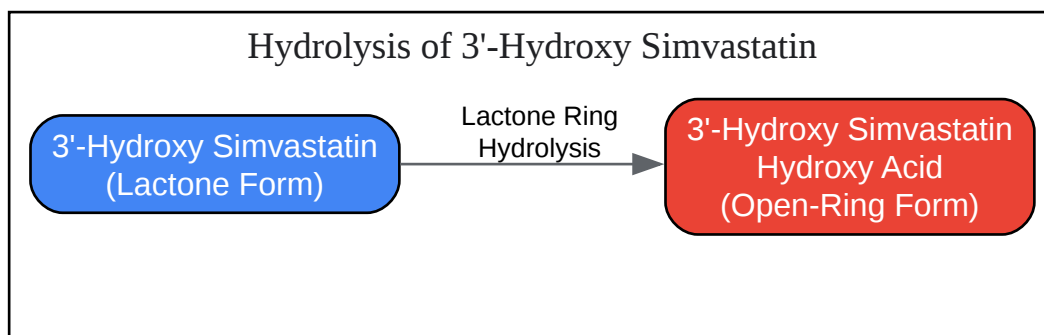 Hydrolysis of 3'-Hydroxy Simvastatin
3'-Hydroxy Simvastatin
(Lactone Form)
Lactone Ring
Hydrolysis
3'-Hydroxy Simvastatin
Hydroxy Acid
(Open-Ring Form)